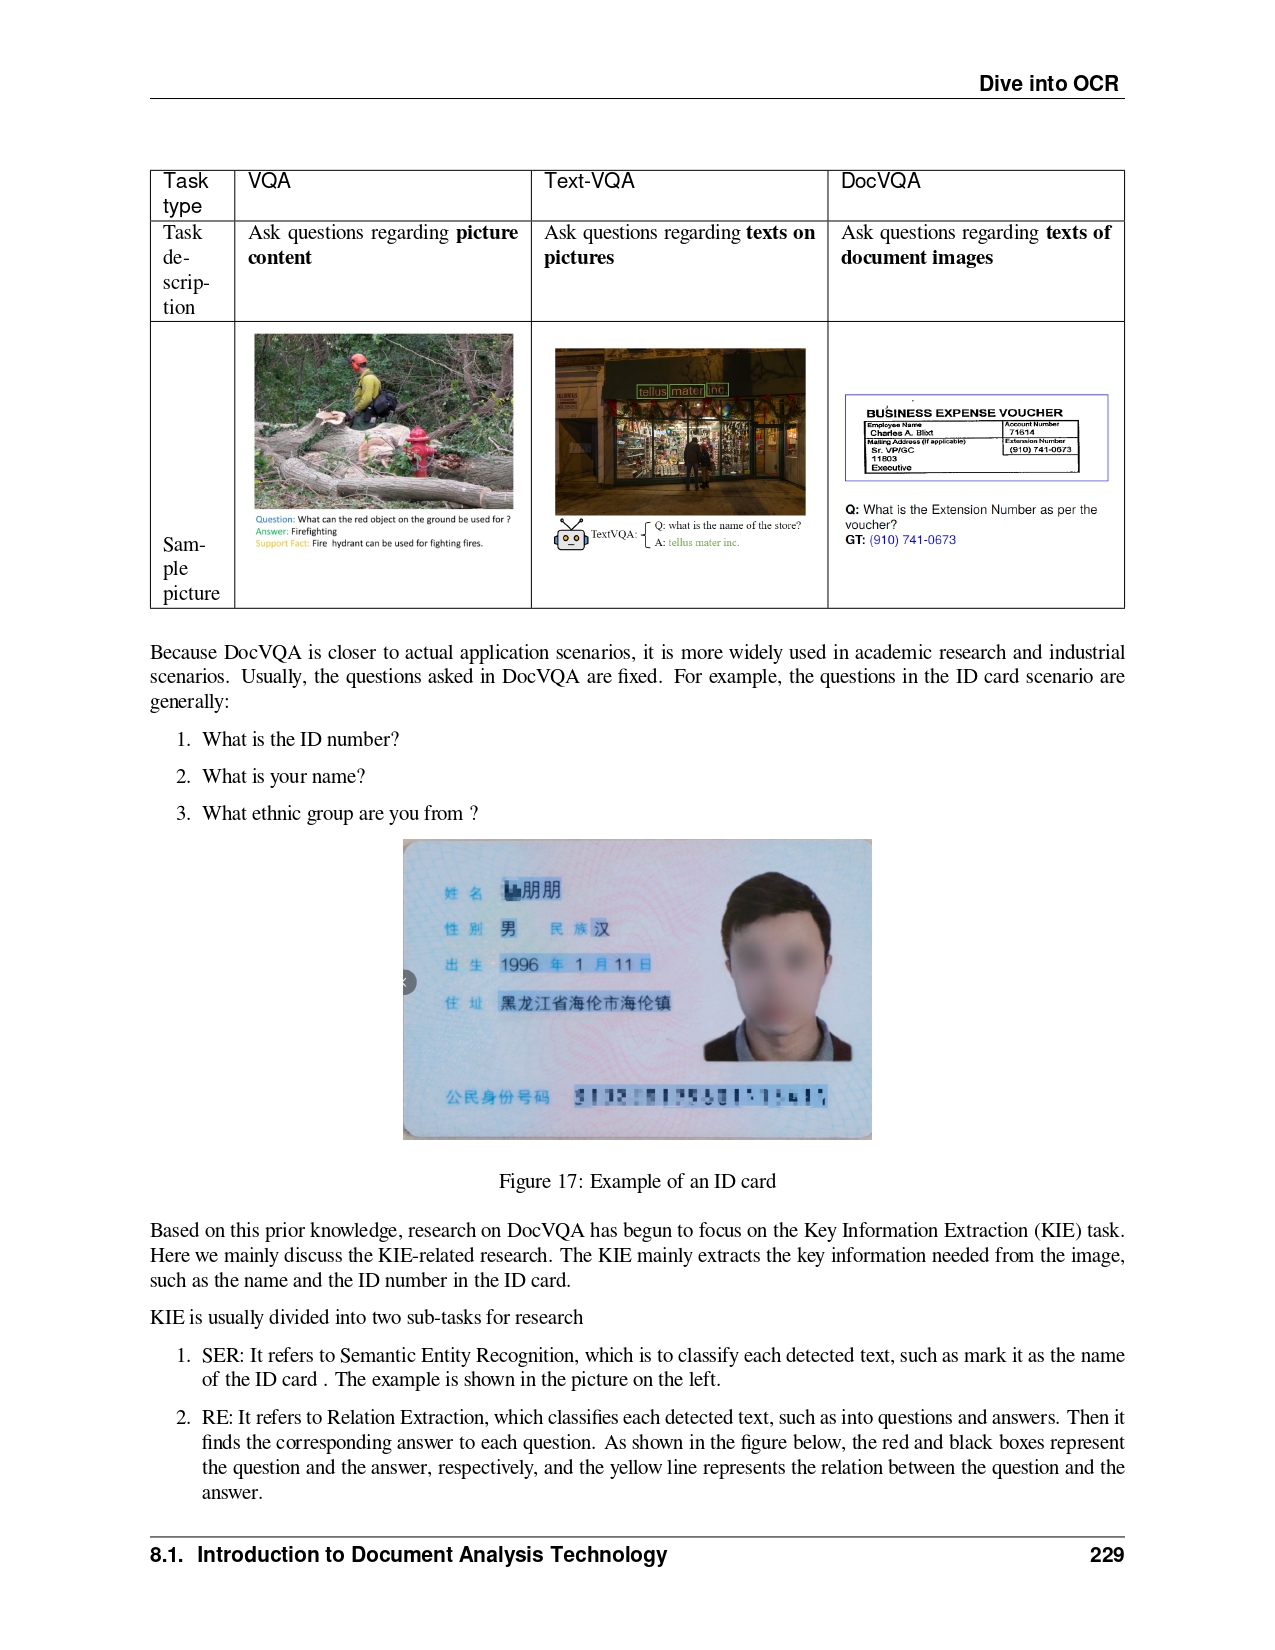 Dive into OCR
Task type
VQA
Text-VQA
DocVQA
Task de-
scrip-
tion
Ask questions regarding picture
content
Ask questions regarding texts on
pictures
Ask questions regarding texts of
document images
Sam-
ple
picture
Question: What can the red object on the ground be used for ?
Answer: Firefighting
Support Fact: Fire hydrant can be used for fighting fires.
tellus mater inc
TextVQA:
Q: what is the name of the store?
A: tellus mater inc.
BUSINESS EXPENSE VOUCHER
Employee Name
Charles A. Blixt
Account Number
71614
Mailing Address (If applicable)
Sr. VP/GC
11803
Executive
Extension Number
(910) 741-0673
Q: What is the Extension Number as per the
voucher?
GT: (910) 741-0673
Because DocVQA is closer to actual application scenarios, it is more widely used in academic research and industrial
scenarios. Usually, the questions asked in DocVQA are fixed. For example, the questions in the ID card scenario are
generally:
1. What is the ID number?
2. What is your name?
3. What ethnic group are you from ?
姓名 朋朋
性别 男 民族 汉
出生 1996 年 1 月 11 日
住址 黑龙江省海伦市海伦镇
公民身份号码
Figure 17: Example of an ID card
Based on this prior knowledge, research on DocVQA has begun to focus on the Key Information Extraction (KIE) task.
Here we mainly discuss the KIE-related research. The KIE mainly extracts the key information needed from the image,
such as the name and the ID number in the ID card.
KIE is usually divided into two sub-tasks for research
1. SER: It refers to Semantic Entity Recognition, which is to classify each detected text, such as mark it as the name
of the ID card . The example is shown in the picture on the left.
2. RE: It refers to Relation Extraction, which classifies each detected text, such as into questions and answers. Then it
finds the corresponding answer to each question. As shown in the figure below, the red and black boxes represent
the question and the answer, respectively, and the yellow line represents the relation between the question and the
answer.
8.1. Introduction to Document Analysis Technology
229